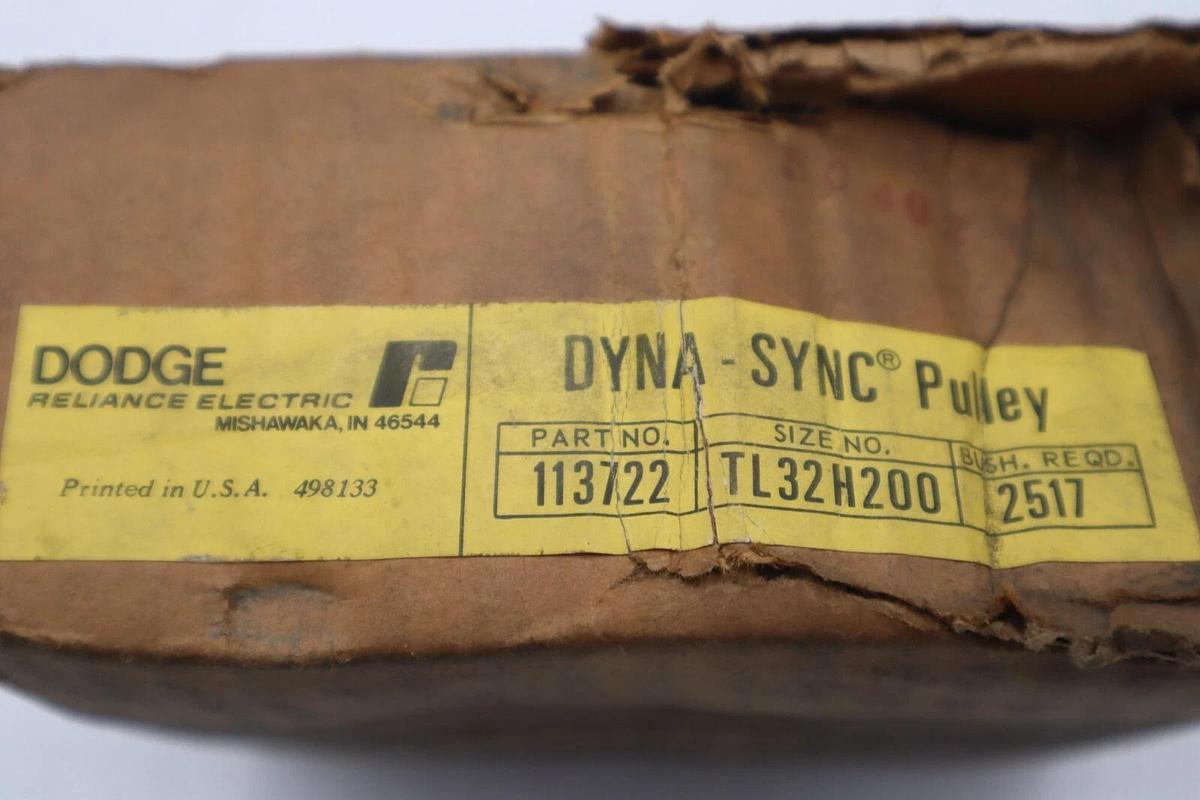 DODGE
RELIANCE ELECTRIC
MISHAWAKA, IN 46544
Printed in U.S.A. 498133
DYNA-SYNC® Pulley
PART NO. SIZE NO. BUSH. REQD.
113722 TL32H200 2517